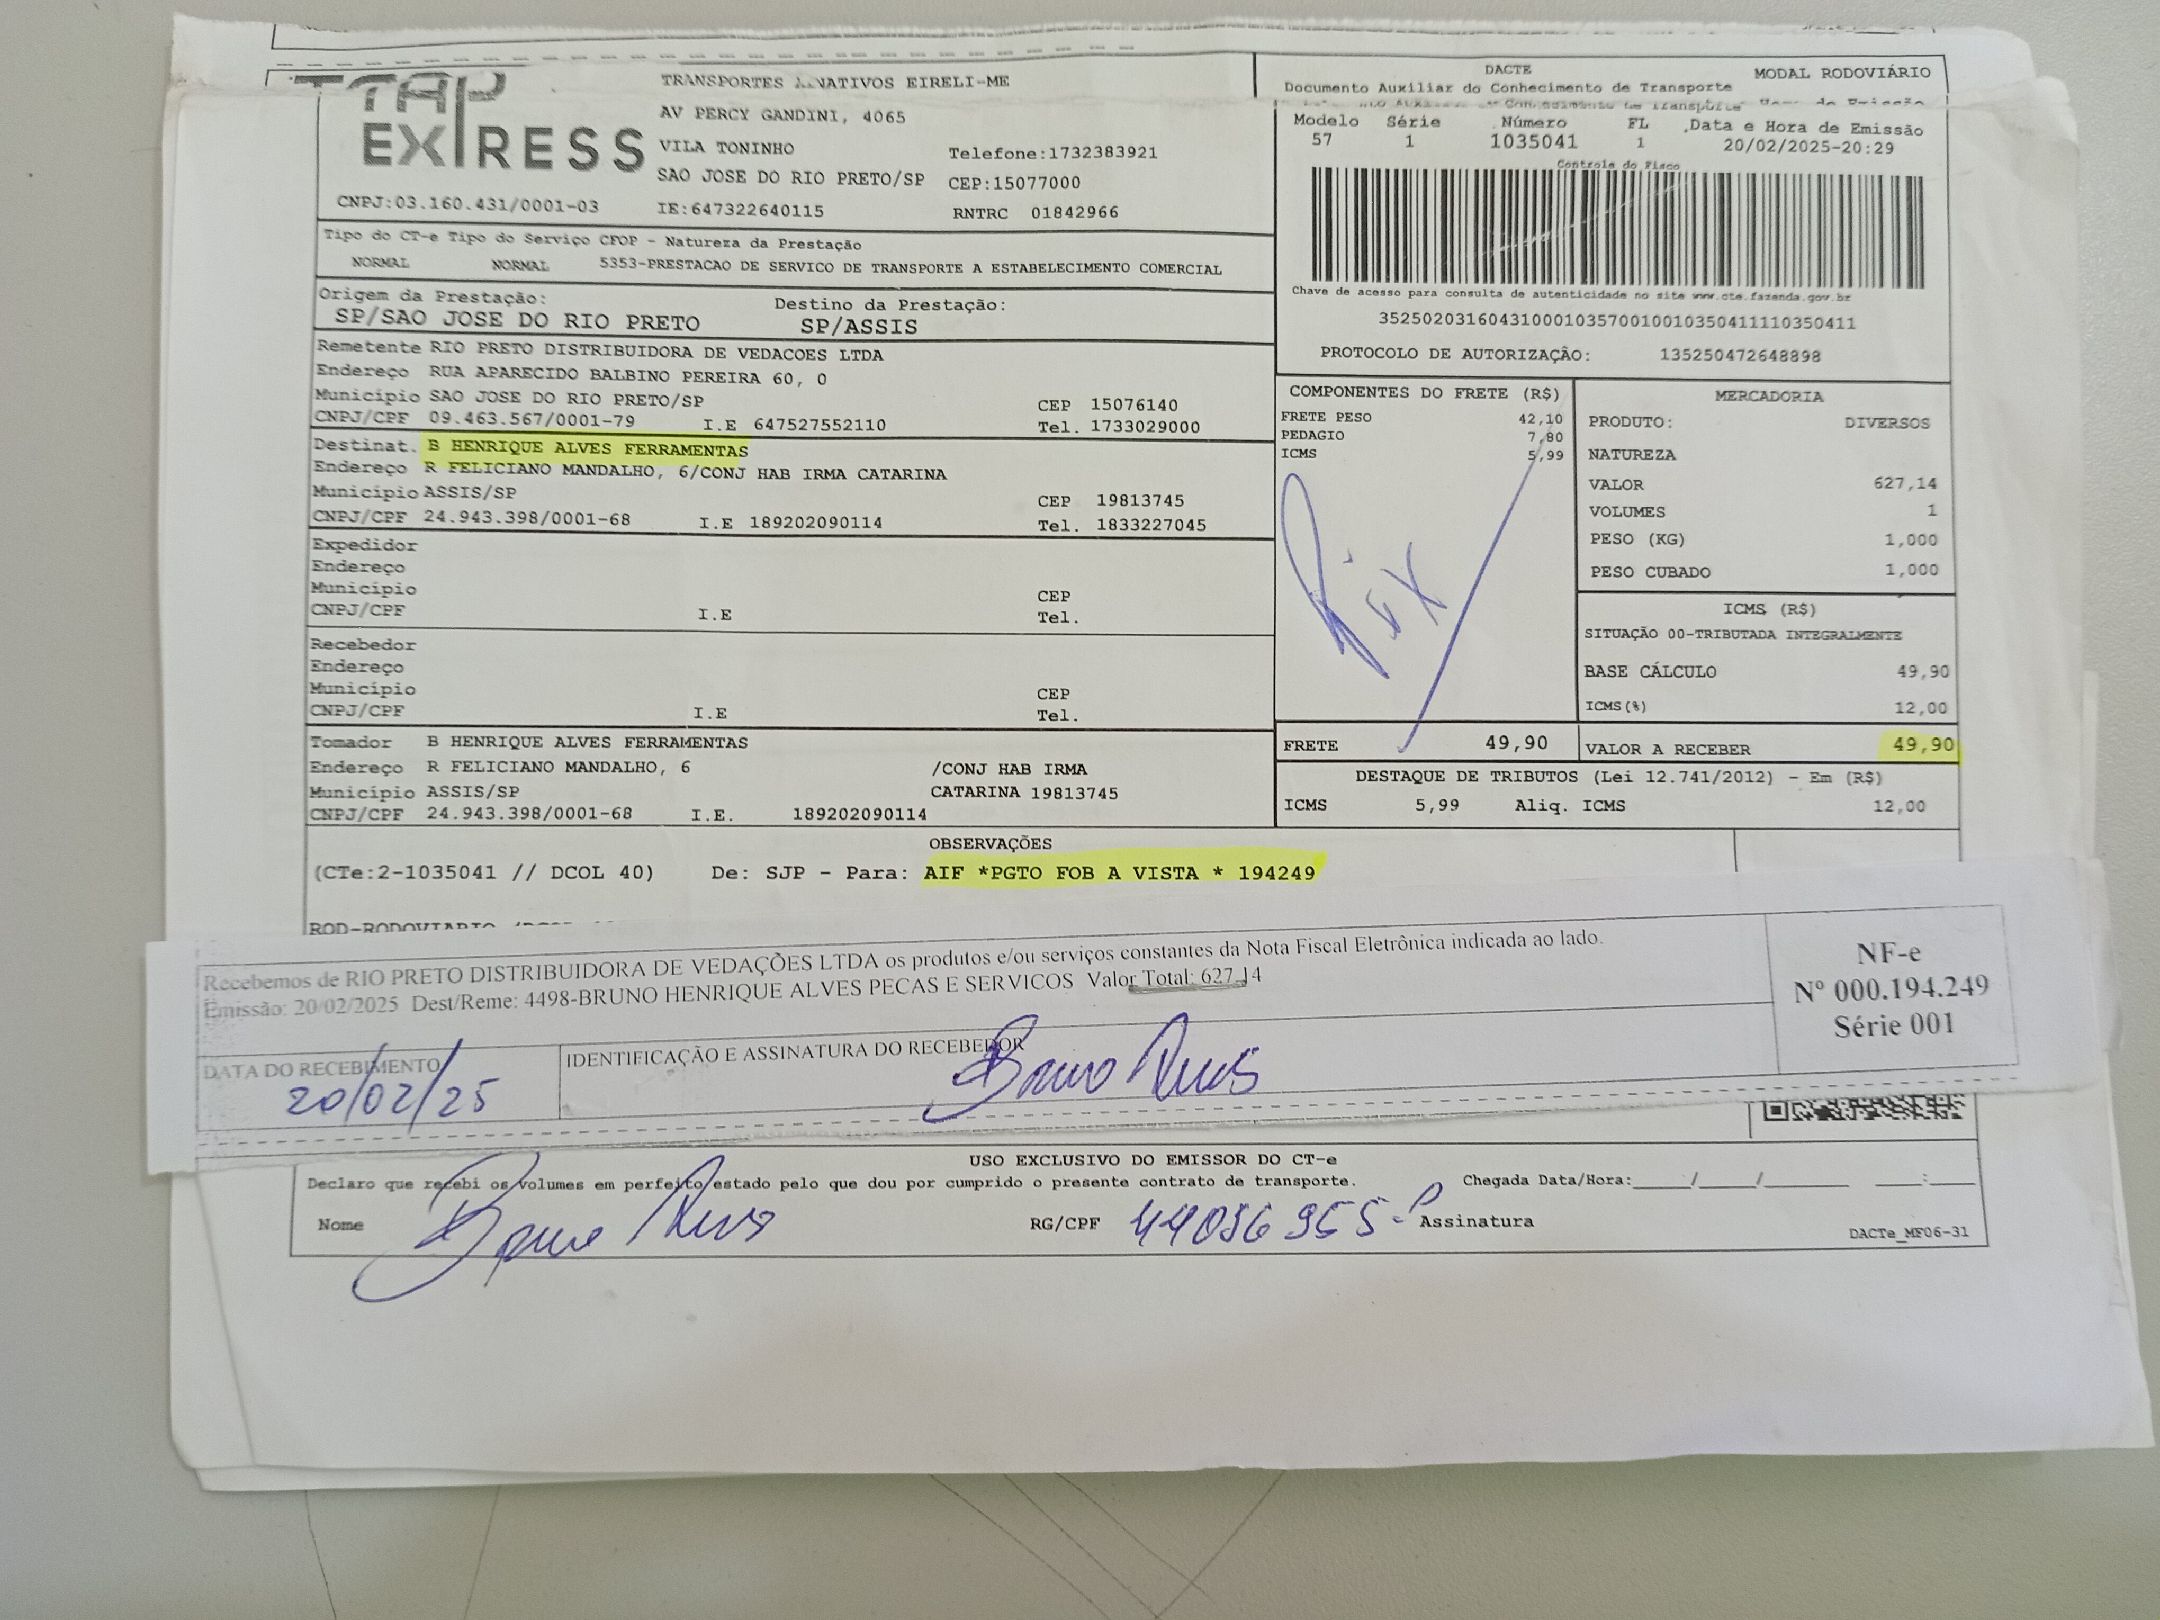 TAP EXPRESS
TRANSPORTES EIRELI-ME
AV PERCY GANDINI, 4065
VILA TONINHO Telefone:1732383921
SAO JOSE DO RIO PRETO/SP CEP:15077000
CNPJ:03.160.431/0001-03 IE:647322640115 RNTRC 01842966
DACTE MODAL RODOVIÁRIO
Documento Auxiliar do Conhecimento de Transporte
Modelo Série Número FL Data e Hora de Emissão
57 1 1035041 1 20/02/2025-20:29
Controle do Fisco
Chave de acesso para consulta de autenticidade no site www.cte.fazenda.gov.br
35250203160431000103570010010350411110350411
PROTOCOLO DE AUTORIZAÇÃO: 135250472648898
Tipo do CT-e Tipo do Serviço CFOP - Natureza da Prestação
NORMAL NORMAL 5353-PRESTACAO DE SERVICO DE TRANSPORTE A ESTABELECIMENTO COMERCIAL
Origem da Prestação: Destino da Prestação:
SP/SAO JOSE DO RIO PRETO SP/ASSIS
Remetente RIO PRETO DISTRIBUIDORA DE VEDACOES LTDA
Endereço RUA APARECIDO BALBINO PEREIRA 60, 0
Município SAO JOSE DO RIO PRETO/SP CEP 15076140
CNPJ/CPF 09.463.567/0001-79 I.E 647527552110 Tel. 1733029000
Destinat. B HENRIQUE ALVES FERRAMENTAS
Endereço R FELICIANO MANDALHO, 6/CONJ HAB IRMA CATARINA
Município ASSIS/SP CEP 19813745
CNPJ/CPF 24.943.398/0001-68 I.E 189202090114 Tel. 1833227045
Expedidor
Endereço
Município CEP
CNPJ/CPF I.E Tel.
Recebedor
Endereço
Município CEP
CNPJ/CPF I.E Tel.
Tomador B HENRIQUE ALVES FERRAMENTAS
Endereço R FELICIANO MANDALHO, 6 /CONJ HAB IRMA
Município ASSIS/SP CATARINA 19813745
CNPJ/CPF 24.943.398/0001-68 I.E. 189202090114
COMPONENTES DO FRETE (R$)
FRETE PESO 42,10
PEDAGIO 7,80
ICMS 5,99
Pix
MERCADORIA
PRODUTO: DIVERSOS
NATUREZA
VALOR 627,14
VOLUMES 1
PESO (KG) 1,000
PESO CUBADO 1,000
ICMS (R$)
SITUAÇÃO 00-TRIBUTADA INTEGRALMENTE
BASE CÁLCULO 49,90
ICMS(%) 12,00
FRETE 49,90 VALOR A RECEBER 49,90
DESTAQUE DE TRIBUTOS (Lei 12.741/2012) - Em (R$)
ICMS 5,99 Aliq. ICMS 12,00
OBSERVAÇÕES
(CTe:2-1035041 // DCOL 40) De: SJP - Para: AIF *PGTO FOB A VISTA * 194249
ROD-RODOVIARIO
Recebemos de RIO PRETO DISTRIBUIDORA DE VEDAÇÕES LTDA os produtos e/ou serviços constantes da Nota Fiscal Eletrônica indicada ao lado.
Emissão: 20/02/2025 Dest/Reme: 4498-BRUNO HENRIQUE ALVES PECAS E SERVICOS Valor Total: 627,14
DATA DO RECEBIMENTO IDENTIFICAÇÃO E ASSINATURA DO RECEBEDOR
20/02/25 Bruno
NF-e
Nº 000.194.249
Série 001
USO EXCLUSIVO DO EMISSOR DO CT-e
Declaro que recebi os volumes em perfeito estado pelo que dou por cumprido o presente contrato de transporte. Chegada Data/Hora:____/____/____ ___:___
Nome Bruno RG/CPF Assinatura
DACTe_MF06-31